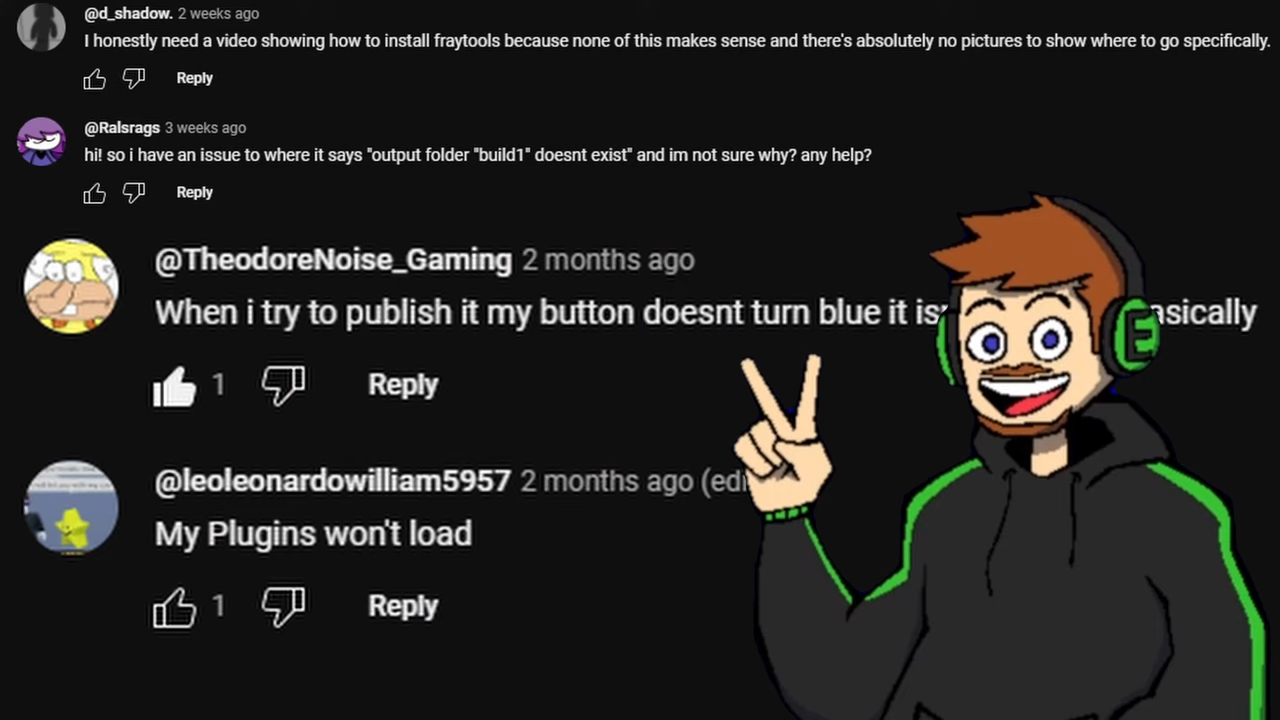 @d_shadow. 2 weeks ago
I honestly need a video showing how to install fraytools because none of this makes sense and there's absolutely no pictures to show where to go specifically.
Reply
@Ralsrags 3 weeks ago
hi! so i have an issue to where it says "output folder "build1" doesnt exist" and im not sure why? any help?
Reply
@TheodoreNoise_Gaming 2 months ago
When i try to publish it my button doesnt turn blue it
1 Reply
@leoleonardowilliam5957 2 months ago
My Plugins won't load
1 Reply
E